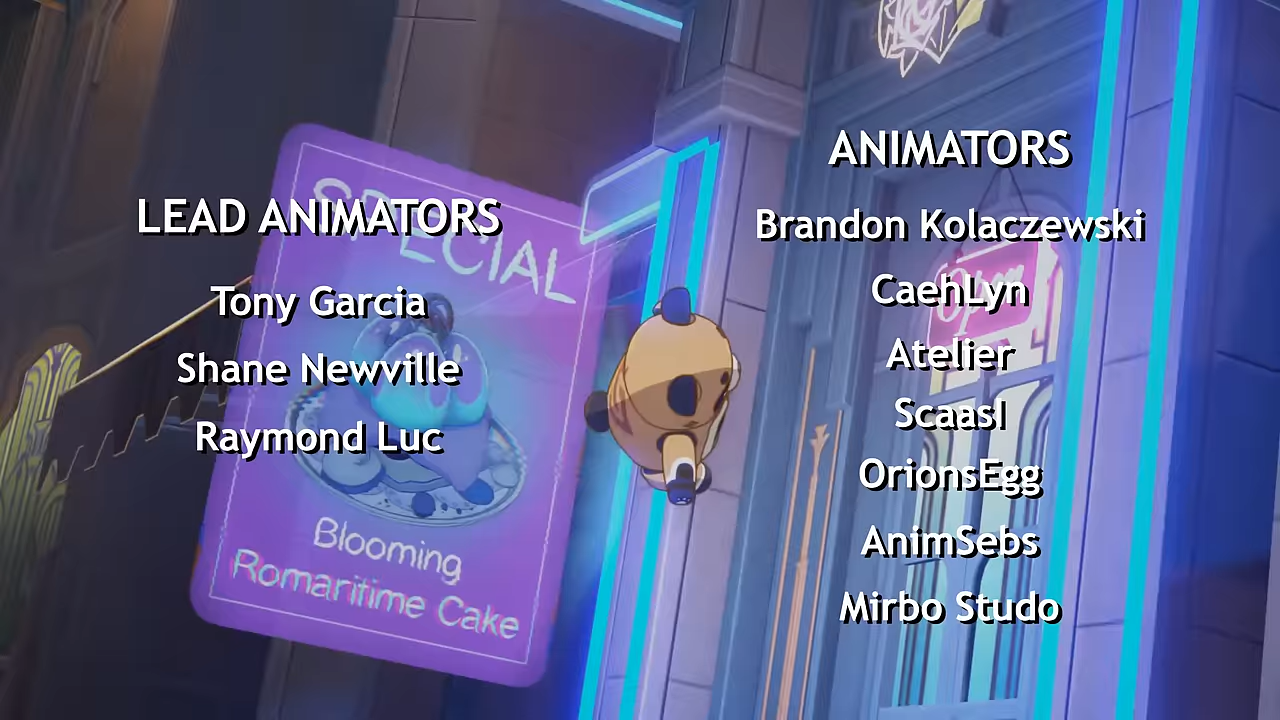 LEAD ANIMATORS
Tony Garcia
Shane Newville
Raymond Luc
ANIMATORS
Brandon Kolaczewski
CaehLyn
Atelier
Scaasl
OrionsEgg
AnimSebs
Mirbo Studo
SPECIAL
Blooming
Romaritime Cake
Open